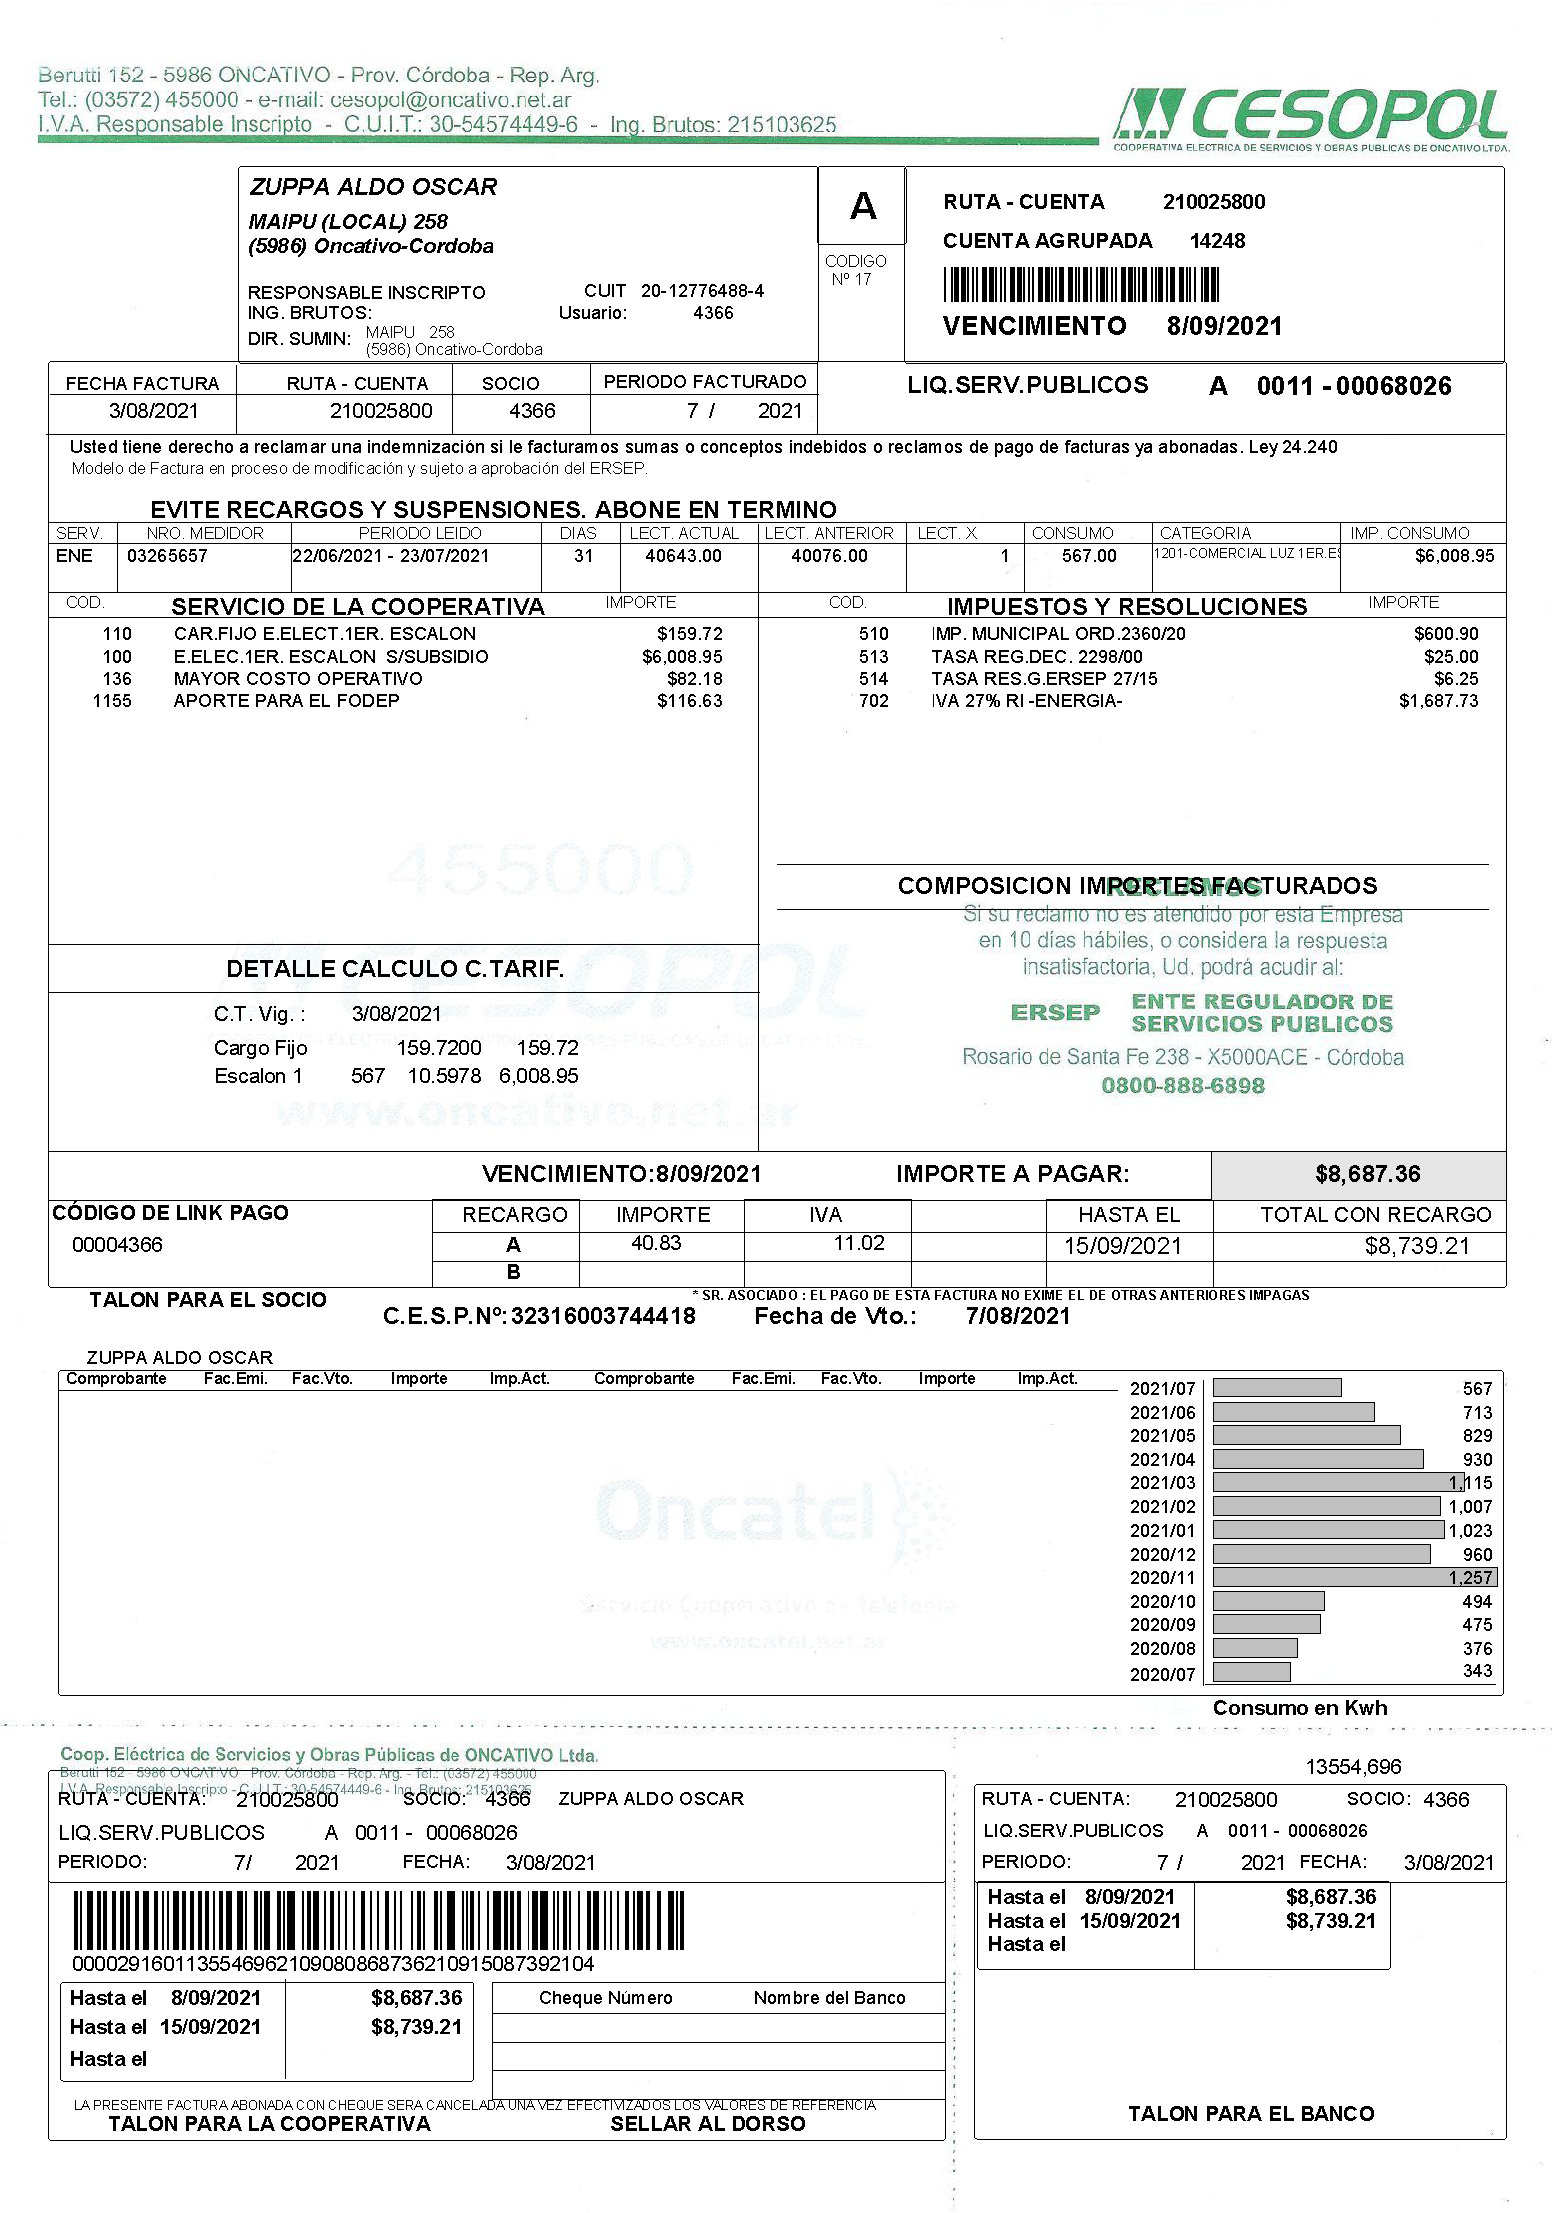 Berutti 152 - 5986 ONCATIVO - Prov. Córdoba - Rep. Arg.
Tel.: (03572) 455000 - e-mail: cesopol@oncativo.net.ar
I.V.A. Responsable Inscripto - C.U.I.T.: 30-54574449-6 - Ing. Brutos: 215103625
CESOPOL
COOPERATIVA ELECTRICA DE SERVICIOS Y OBRAS PUBLICAS DE ONCATIVO LTDA.
ZUPPA ALDO OSCAR
MAIPU (LOCAL) 258
(5986) Oncativo-Cordoba
RESPONSABLE INSCRIPTO CUIT 20-12776488-4
ING. BRUTOS: Usuario: 4366
DIR. SUMIN: MAIPU 258
(5986) Oncativo-Cordoba
A
CODIGO
Nº 17
RUTA - CUENTA 210025800
CUENTA AGRUPADA 14248
VENCIMIENTO 8/09/2021
FECHA FACTURA RUTA - CUENTA SOCIO PERIODO FACTURADO
3/08/2021 210025800 4366 7 / 2021
LIQ.SERV.PUBLICOS A 0011 - 00068026
Usted tiene derecho a reclamar una indemnización si le facturamos sumas o conceptos indebidos o reclamos de pago de facturas ya abonadas. Ley 24.240
Modelo de Factura en proceso de modificación y sujeto a aprobación del ERSEP.
EVITE RECARGOS Y SUSPENSIONES. ABONE EN TERMINO
SERV. NRO. MEDIDOR PERIODO LEIDO DIAS LECT. ACTUAL LECT. ANTERIOR LECT. X CONSUMO CATEGORIA IMP. CONSUMO
ENE 03265657 22/06/2021 - 23/07/2021 31 40643.00 40076.00 1 567.00 1201-COMERCIAL LUZ 1ER.ES $6,008.95
COD. SERVICIO DE LA COOPERATIVA IMPORTE
110 CAR.FIJO E.ELECT.1ER. ESCALON $159.72
100 E.ELEC.1ER. ESCALON S/SUBSIDIO $6,008.95
136 MAYOR COSTO OPERATIVO $82.18
1155 APORTE PARA EL FODEP $116.63
COD. IMPUESTOS Y RESOLUCIONES IMPORTE
510 IMP. MUNICIPAL ORD.2360/20 $600.90
513 TASA REG.DEC. 2298/00 $25.00
514 TASA RES.G.ERSEP 27/15 $6.25
702 IVA 27% RI -ENERGIA- $1,687.73
455000
CESOPOL
www.oncativo.net.ar
DETALLE CALCULO C.TARIF.
C.T. Vig. : 3/08/2021
Cargo Fijo 159.7200 159.72
Escalon 1 567 10.5978 6,008.95
COMPOSICION IMPORTES FACTURADOS
RECLAMOS
Si su reclamo no es atendido por esta Empresa
en 10 días hábiles, o considera la respuesta
insatisfactoria, Ud. podrá acudir al:
ERSEP ENTE REGULADOR DE
SERVICIOS PUBLICOS
Rosario de Santa Fe 238 - X5000ACE - Córdoba
0800-888-6898
VENCIMIENTO:8/09/2021 IMPORTE A PAGAR: $8,687.36
CÓDIGO DE LINK PAGO
00004366
RECARGO IMPORTE IVA HASTA EL TOTAL CON RECARGO
A 40.83 11.02 15/09/2021 $8,739.21
B
TALON PARA EL SOCIO
* SR. ASOCIADO : EL PAGO DE ESTA FACTURA NO EXIME EL DE OTRAS ANTERIORES IMPAGAS
C.E.S.P.Nº: 32316003744418 Fecha de Vto.: 7/08/2021
ZUPPA ALDO OSCAR
Comprobante Fac.Emi. Fac.Vto. Importe Imp.Act. Comprobante Fac.Emi. Fac.Vto. Importe Imp.Act.
2021/07 567
2021/06 713
2021/05 829
2021/04 930
2021/03 1,115
2021/02 1,007
2021/01 1,023
2020/12 960
2020/11 1,257
2020/10 494
2020/09 475
2020/08 376
2020/07 343
Consumo en Kwh
Oncatel
Servicio Cooperativo de Telefonía
www.oncatel.net.ar
Coop. Eléctrica de Servicios y Obras Públicas de ONCATIVO Ltda.
Berutti 152 - 5986 ONCATIVO - Prov. Córdoba - Rep. Arg. - Tel.: (03572) 455000
I.V.A. Responsable Inscripto - C.U.I.T.: 30-54574449-6 - Ing. Brutos: 215103625
RUTA - CUENTA: 210025800 SOCIO: 4366 ZUPPA ALDO OSCAR
LIQ.SERV.PUBLICOS A 0011 - 00068026
PERIODO: 7/ 2021 FECHA: 3/08/2021
0000291601135546962109080868736210915087392104
Hasta el 8/09/2021 $8,687.36
Hasta el 15/09/2021 $8,739.21
Hasta el
Cheque Número Nombre del Banco
LA PRESENTE FACTURA ABONADA CON CHEQUE SERA CANCELADA UNA VEZ EFECTIVIZADOS LOS VALORES DE REFERENCIA
TALON PARA LA COOPERATIVA SELLAR AL DORSO
13554,696
RUTA - CUENTA: 210025800 SOCIO: 4366
LIQ.SERV.PUBLICOS A 0011 - 00068026
PERIODO: 7 / 2021 FECHA: 3/08/2021
Hasta el 8/09/2021 $8,687.36
Hasta el 15/09/2021 $8,739.21
Hasta el
TALON PARA EL BANCO